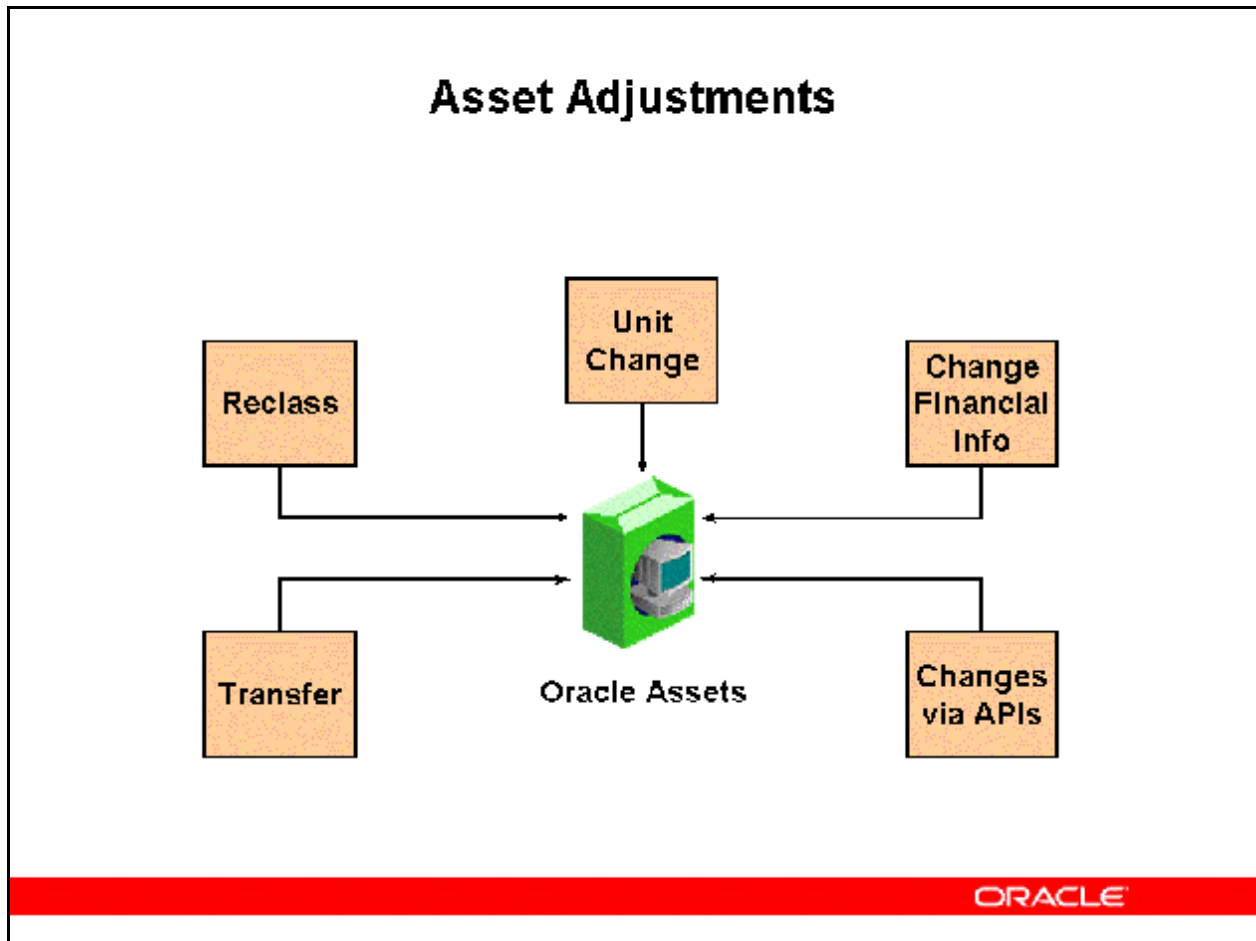 Asset Adjustments
Unit
Change
Reclass
Change
Financial
Info
Transfer
Oracle Assets
Changes
via APIs
ORACLE